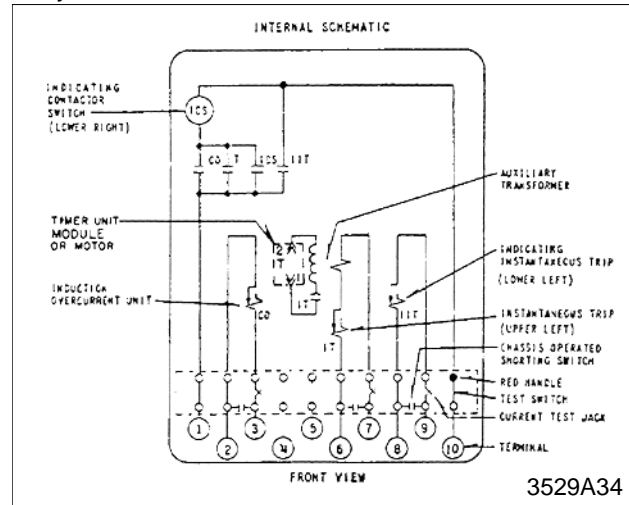 INTERNAL SCHEMATIC
INDICATING
CONTACTOR
SWITCH
(LOWER RIGHT)
ICS
CO T ICS IIT
AUXILIARY
TRANSFORMER
TIMER UNIT
MODULE
OR MOTOR
2
IT
IT
INDICATING
INSTANTANEOUS TRIP
(LOWER LEFT)
INDUCTION
OVERCURRENT UNIT
CO
IIT
INSTANTANEOUS TRIP
(UPPER LEFT)
IT
CHASSIS OPERATED
SHORTING SWITCH
RED HANDLE
TEST SWITCH
CURRENT TEST JACK
1 2 3 4 5 6 7 8 9 10
TERMINAL
FRONT VIEW
3529A34